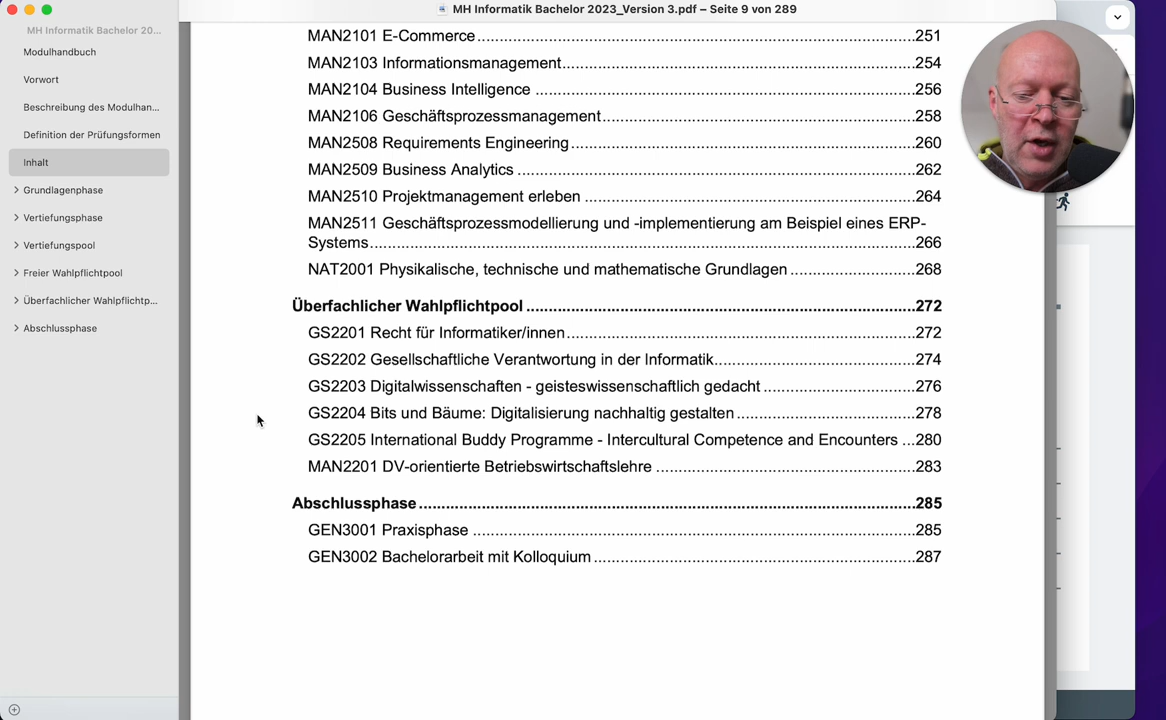 MH Informatik Bachelor 2023_Version 3.pdf – Seite 9 von 289
MH Informatik Bachelor 20...
Modulhandbuch
Vorwort
Beschreibung des Modulhan...
Definition der Prüfungsformen
Inhalt
Grundlagenphase
Vertiefungsphase
Vertiefungspool
Freier Wahlpflichtpool
Überfachlicher Wahlpflichtp...
Abschlussphase
MAN2101 E-Commerce...251
MAN2103 Informationsmanagement...254
MAN2104 Business Intelligence ...256
MAN2106 Geschäftsprozessmanagement...258
MAN2508 Requirements Engineering...260
MAN2509 Business Analytics ...262
MAN2510 Projektmanagement erleben ...264
MAN2511 Geschäftsprozessmodellierung und -implementierung am Beispiel eines ERP-
Systems...266
NAT2001 Physikalische, technische und mathematische Grundlagen ...268
Überfachlicher Wahlpflichtpool ...272
GS2201 Recht für Informatiker/innen...272
GS2202 Gesellschaftliche Verantwortung in der Informatik...274
GS2203 Digitalwissenschaften - geisteswissenschaftlich gedacht ...276
GS2204 Bits und Bäume: Digitalisierung nachhaltig gestalten ...278
GS2205 International Buddy Programme - Intercultural Competence and Encounters ...280
MAN2201 DV-orientierte Betriebswirtschaftslehre ...283
Abschlussphase...285
GEN3001 Praxisphase ...285
GEN3002 Bachelorarbeit mit Kolloquium ...287